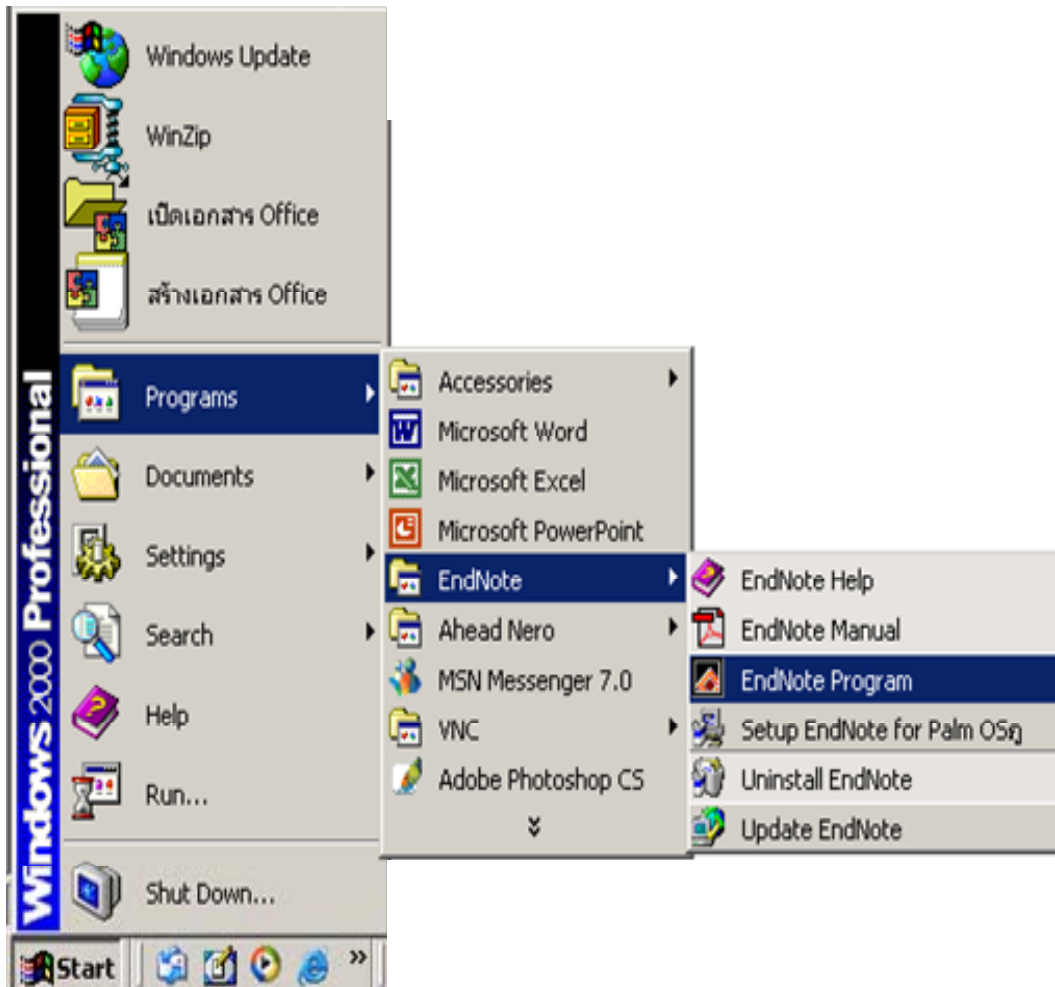 Windows Update
WinZip
เปิดเอกสาร Office
สร้างเอกสาร Office
Programs
Documents
Settings
Search
Help
Run...
Shut Down...
Windows 2000 Professional
Start
»
Accessories
Microsoft Word
Microsoft Excel
Microsoft PowerPoint
EndNote
Ahead Nero
MSN Messenger 7.0
VNC
Adobe Photoshop CS
EndNote Help
EndNote Manual
EndNote Program
Setup EndNote for Palm OSฎ
Uninstall EndNote
Update EndNote